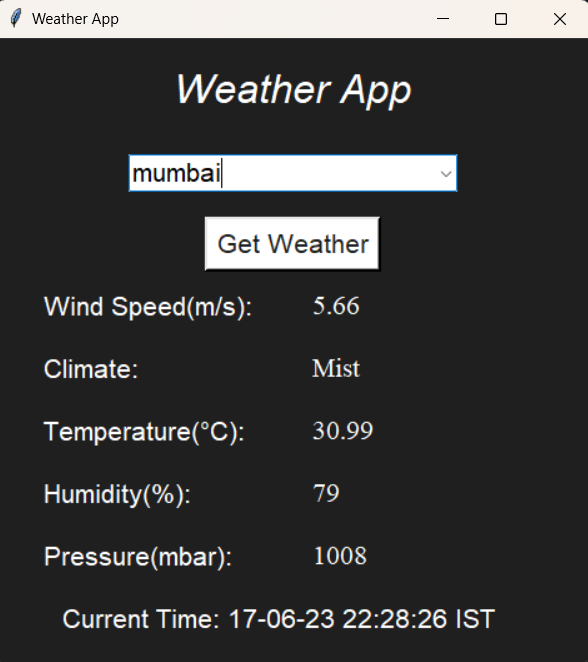 Weather App
Weather App
mumbai
Get Weather
Wind Speed(m/s): 5.66
Climate: Mist
Temperature(°C): 30.99
Humidity(%): 79
Pressure(mbar): 1008
Current Time: 17-06-23 22:28:26 IST